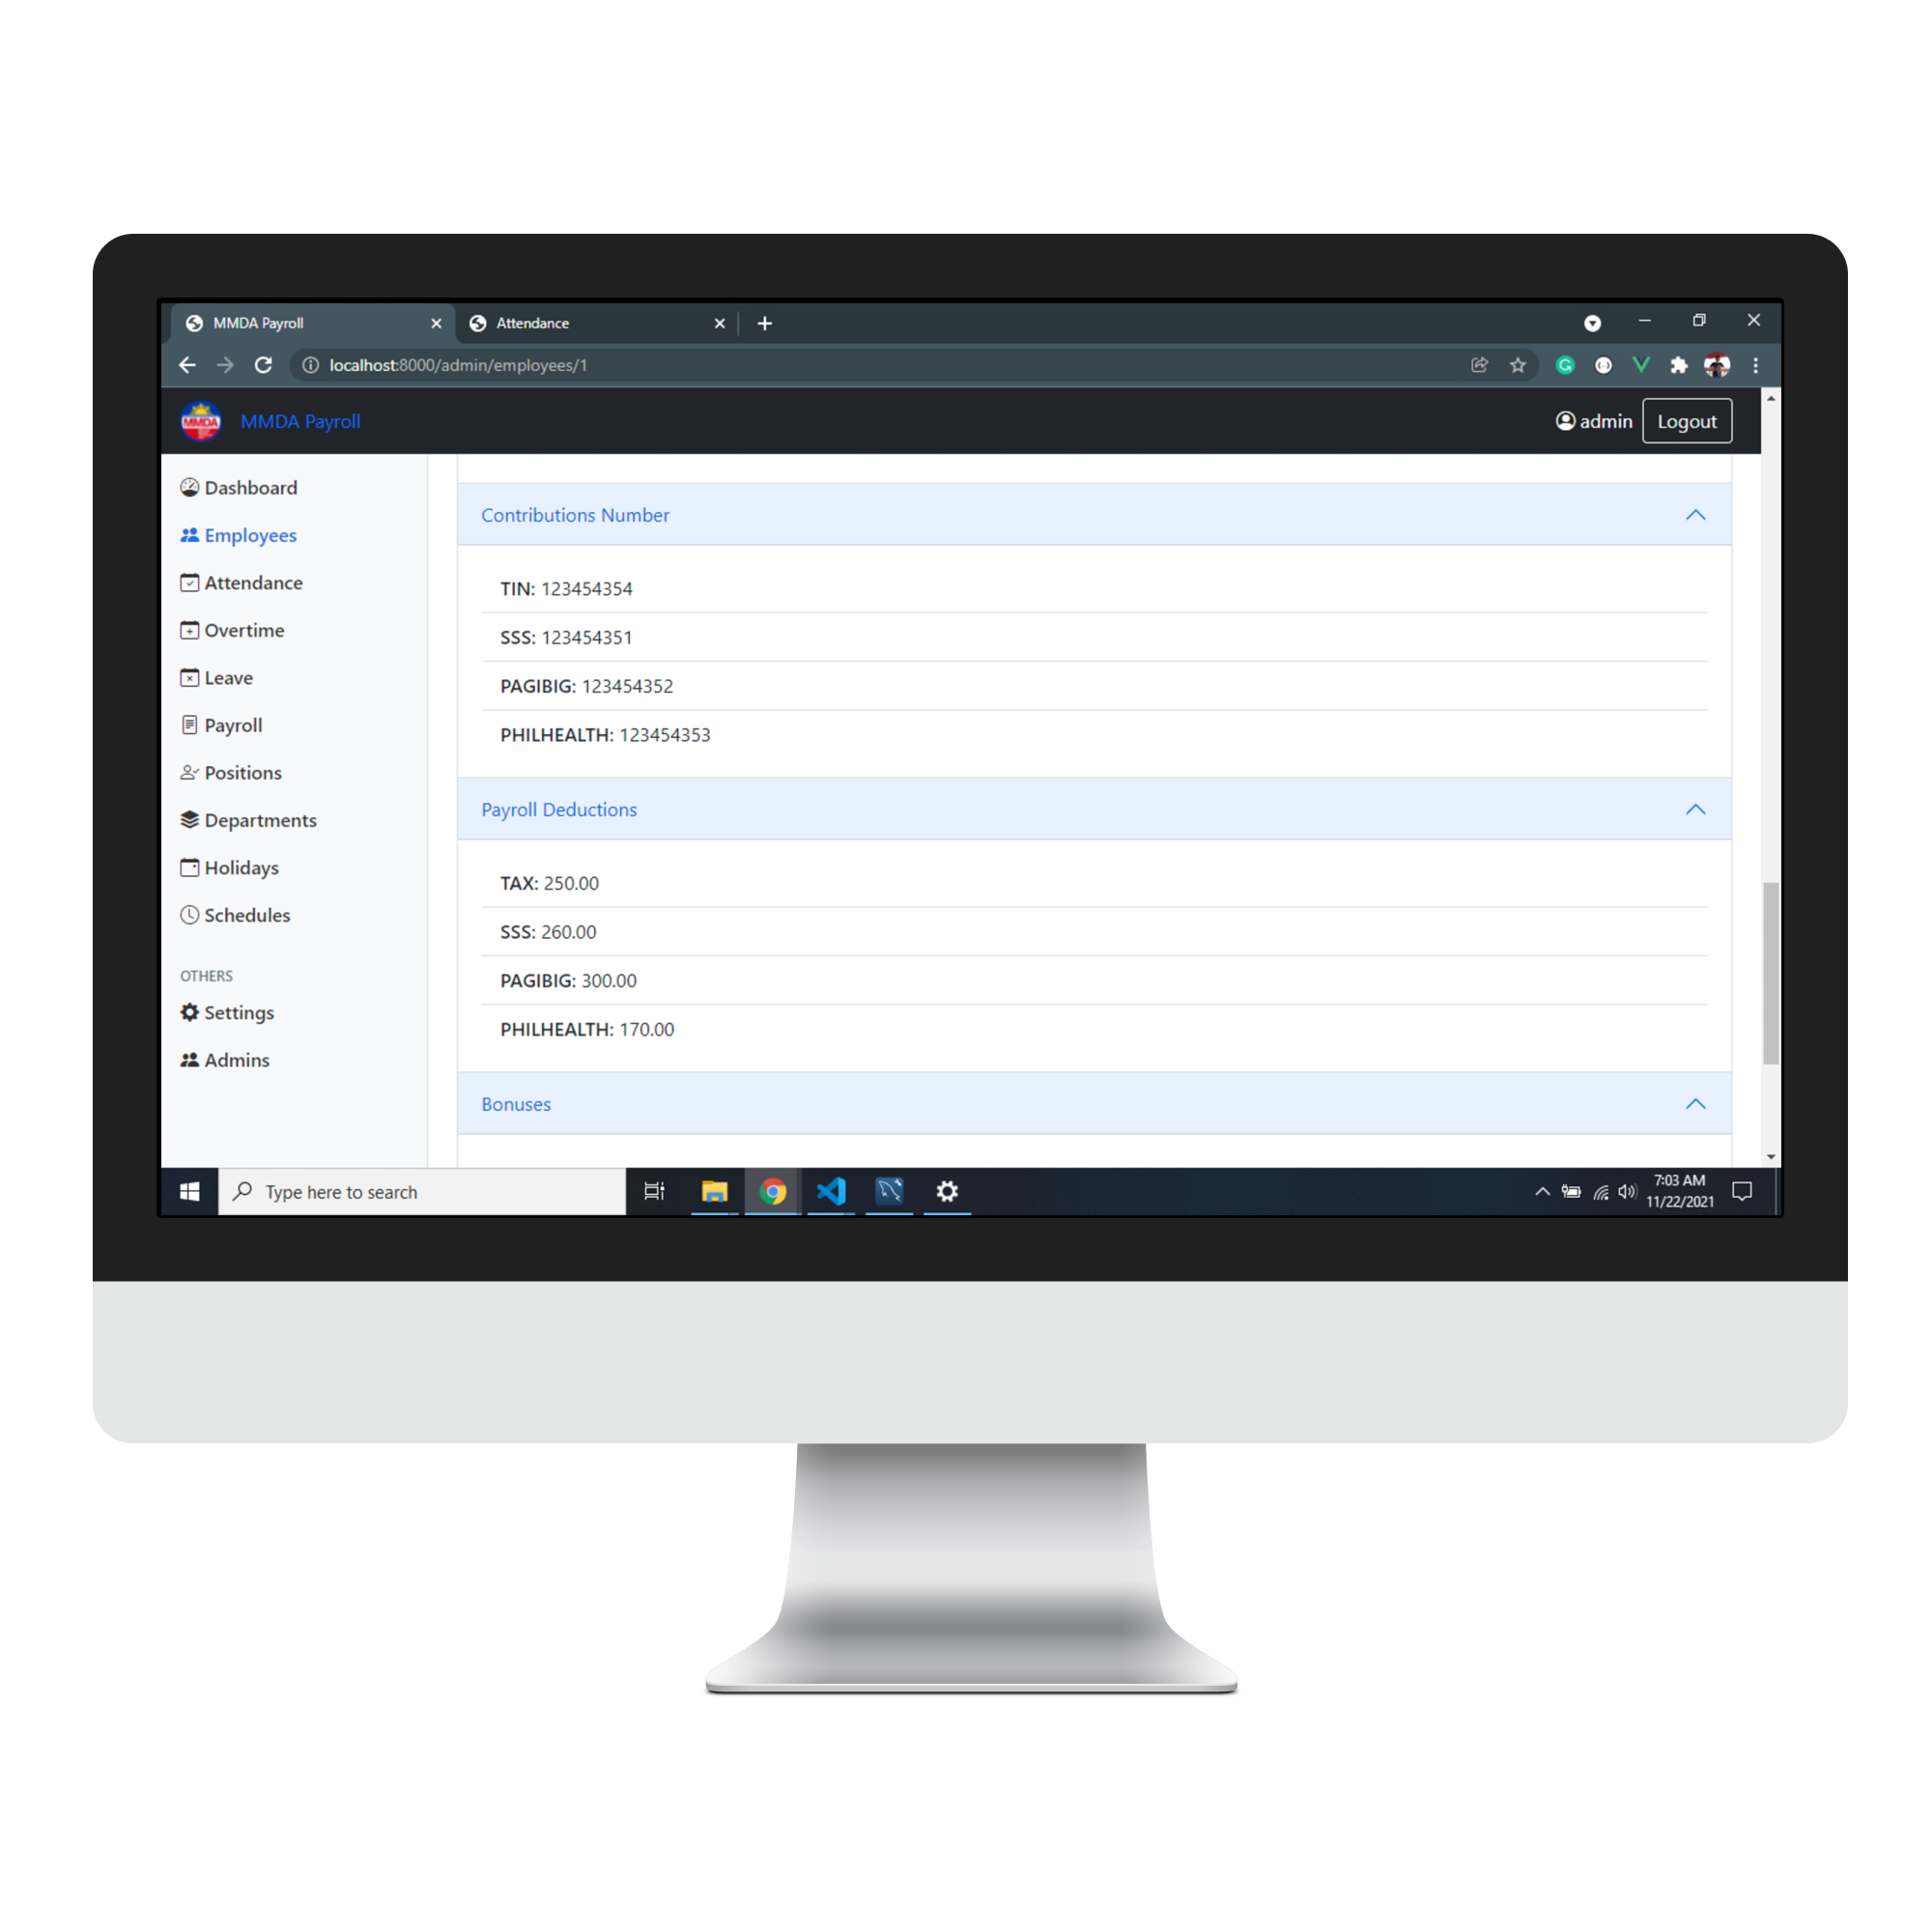 MMDA Payroll
Attendance
localhost:8000/admin/employees/1
MMDA
MMDA Payroll
admin
Logout
Dashboard
Employees
Attendance
Overtime
Leave
Payroll
Positions
Departments
Holidays
Schedules
OTHERS
Settings
Admins
Contributions Number
TIN: 123454354
SSS: 123454351
PAGIBIG: 123454352
PHILHEALTH: 123454353
Payroll Deductions
TAX: 250.00
SSS: 260.00
PAGIBIG: 300.00
PHILHEALTH: 170.00
Bonuses
Type here to search
7:03 AM
11/22/2021